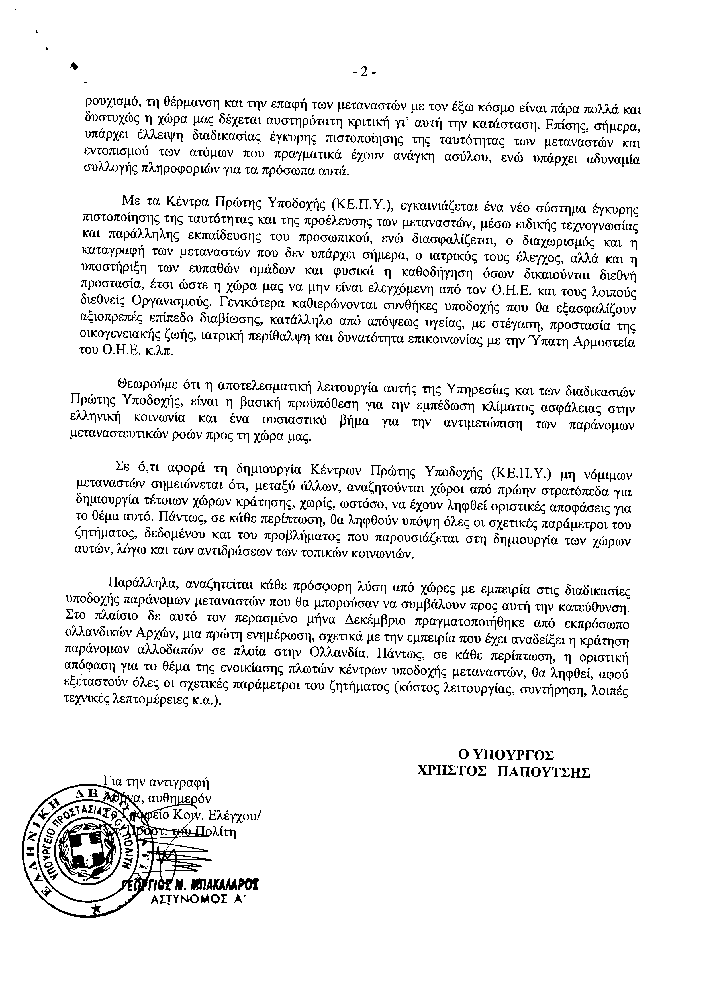 - 2 -
ρουχισμό, τη θέρμανση και την επαφή των μεταναστών με τον έξω κόσμο είναι πάρα πολλά και
δυστυχώς η χώρα μας δέχεται αυστηρότατη κριτική γι’ αυτή την κατάσταση. Επίσης, σήμερα,
υπάρχει έλλειψη διαδικασίας έγκυρης πιστοποίησης της ταυτότητας των μεταναστών και
εντοπισμού των ατόμων που πραγματικά έχουν ανάγκη ασύλου, ενώ υπάρχει αδυναμία
συλλογής πληροφοριών για τα πρόσωπα αυτά.
Με τα Κέντρα Πρώτης Υποδοχής (ΚΕ.Π.Υ.), εγκαινιάζεται ένα νέο σύστημα έγκυρης
πιστοποίησης της ταυτότητας και της προέλευσης των μεταναστών, μέσω ειδικής τεχνογνωσίας
και παράλληλης εκπαίδευσης του προσωπικού, ενώ διασφαλίζεται, ο διαχωρισμός και η
καταγραφή των μεταναστών που δεν υπάρχει σήμερα, ο ιατρικός τους έλεγχος, αλλά και η
υποστήριξη των ευπαθών ομάδων και φυσικά η καθοδήγηση όσων δικαιούνται διεθνή
προστασία, έτσι ώστε η χώρα μας να μην είναι ελεγχόμενη από τον Ο.Η.Ε. και τους λοιπούς
διεθνείς Οργανισμούς. Γενικότερα καθιερώνονται συνθήκες υποδοχής που θα εξασφαλίζουν
αξιοπρεπές επίπεδο διαβίωσης, κατάλληλο από απόψεως υγείας, με στέγαση, προστασία της
οικογενειακής ζωής, ιατρική περίθαλψη και δυνατότητα επικοινωνίας με την Ύπατη Αρμοστεία
του Ο.Η.Ε. κ.λπ.
Θεωρούμε ότι η αποτελεσματική λειτουργία αυτής της Υπηρεσίας και των διαδικασιών
Πρώτης Υποδοχής, είναι η βασική προϋπόθεση για την εμπέδωση κλίματος ασφάλειας στην
ελληνική κοινωνία και ένα ουσιαστικό βήμα για την αντιμετώπιση των παράνομων
μεταναστευτικών ροών προς τη χώρα μας.
Σε ό,τι αφορά τη δημιουργία Κέντρων Πρώτης Υποδοχής (ΚΕ.Π.Υ.) μη νόμιμων
μεταναστών σημειώνεται ότι, μεταξύ άλλων, αναζητούνται χώροι από πρώην στρατόπεδα για
δημιουργία τέτοιων χώρων κράτησης, χωρίς, ωστόσο, να έχουν ληφθεί οριστικές αποφάσεις για
το θέμα αυτό. Πάντως, σε κάθε περίπτωση, θα ληφθούν υπόψη όλες οι σχετικές παράμετροι του
ζητήματος, δεδομένου και του προβλήματος που παρουσιάζεται στη δημιουργία των χώρων
αυτών, λόγω και των αντιδράσεων των τοπικών κοινωνιών.
Παράλληλα, αναζητείται κάθε πρόσφορη λύση από χώρες με εμπειρία στις διαδικασίες
υποδοχής παράνομων μεταναστών που θα μπορούσαν να συμβάλουν προς αυτή την κατεύθυνση.
Στο πλαίσιο δε αυτό τον περασμένο μήνα Δεκέμβριο πραγματοποιήθηκε από εκπρόσωπο
ολλανδικών Αρχών, μια πρώτη ενημέρωση, σχετικά με την εμπειρία που έχει αναδείξει η κράτηση
παράνομων αλλοδαπών σε πλοία στην Ολλανδία. Πάντως, σε κάθε περίπτωση, η οριστική
απόφαση για το θέμα της ενοικίασης πλωτών κέντρων υποδοχής μεταναστών, θα ληφθεί, αφού
εξεταστούν όλες οι σχετικές παράμετροι του ζητήματος (κόστος λειτουργίας, συντήρηση, λοιπές
τεχνικές λεπτομέρειες κ.α.).
Ο ΥΠΟΥΡΓΟΣ
ΧΡΗΣΤΟΣ ΠΑΠΟΥΤΣΗΣ
Για την αντιγραφή
Αθήνα, αυθημερόν
Το Γραφείο Κοιν. Ελέγχου/
Υπ. Προστ. του Πολίτη
ΕΛΛΗΝΙΚΗ ΔΗΜΟΚΡΑΤΙΑ
ΥΠΟΥΡΓΕΙΟ ΠΡΟΣΤΑΣΙΑΣ ΤΟΥ ΠΟΛΙΤΗ
ΓΕΩΡΓΙΟΣ Μ. ΜΠΑΚΑΛΑΡΟΣ
ΑΣΤΥΝΟΜΟΣ Α΄